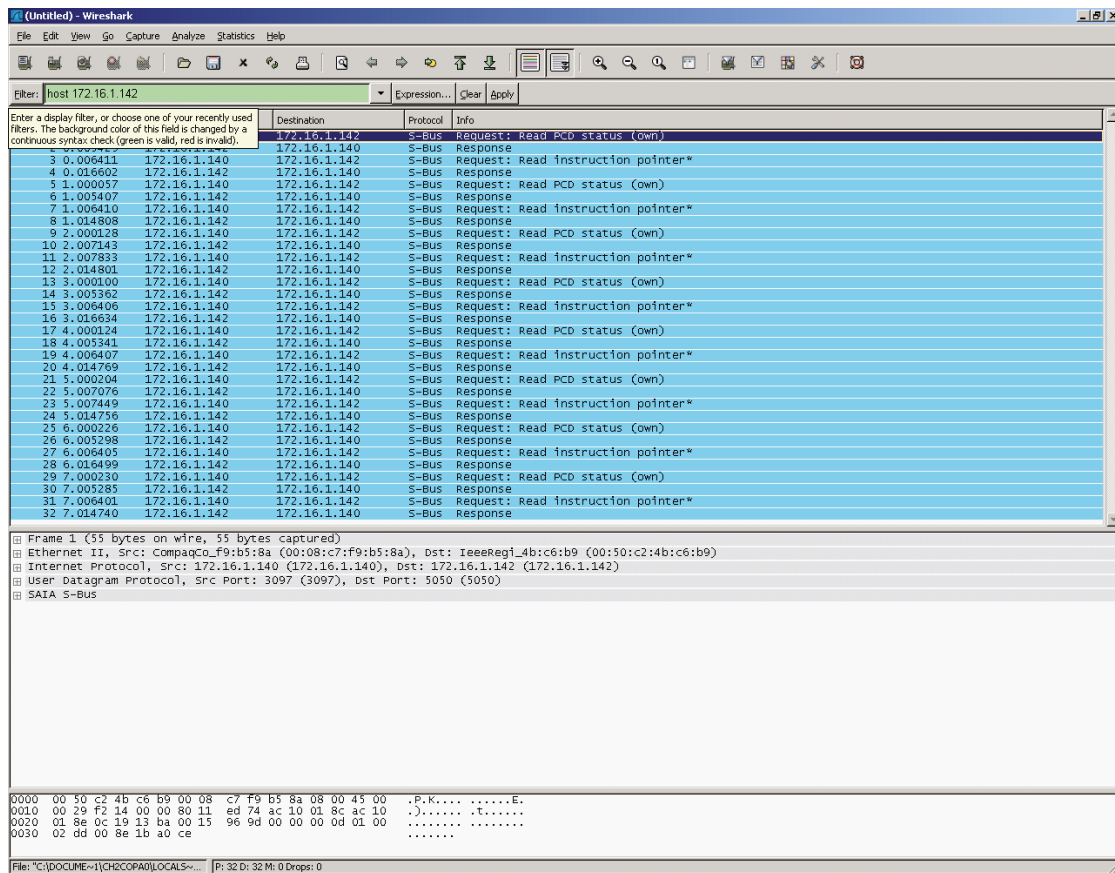 (Untitled) - Wireshark
File Edit View Go Capture Analyze Statistics Help
Filter: host 172.16.1.142 Expression... Clear Apply
Enter a display filter, or choose one of your recently used
filters. The background color of this field is changed by a
continuous syntax check (green is valid, red is invalid).
Destination Protocol Info
172.16.1.142 S-Bus Request: Read PCD status (own)
172.16.1.140 S-Bus Response
3 0.006411 172.16.1.140 172.16.1.142 S-Bus Request: Read instruction pointer*
4 0.016602 172.16.1.142 172.16.1.140 S-Bus Response
5 1.000057 172.16.1.140 172.16.1.142 S-Bus Request: Read PCD status (own)
6 1.005407 172.16.1.142 172.16.1.140 S-Bus Response
7 1.006410 172.16.1.140 172.16.1.142 S-Bus Request: Read instruction pointer*
8 1.014808 172.16.1.142 172.16.1.140 S-Bus Response
9 2.000128 172.16.1.140 172.16.1.142 S-Bus Request: Read PCD status (own)
10 2.007143 172.16.1.142 172.16.1.140 S-Bus Response
11 2.007833 172.16.1.140 172.16.1.142 S-Bus Request: Read instruction pointer*
12 2.014801 172.16.1.142 172.16.1.140 S-Bus Response
13 3.000100 172.16.1.140 172.16.1.142 S-Bus Request: Read PCD status (own)
14 3.005362 172.16.1.142 172.16.1.140 S-Bus Response
15 3.006406 172.16.1.140 172.16.1.142 S-Bus Request: Read instruction pointer*
16 3.016634 172.16.1.142 172.16.1.140 S-Bus Response
17 4.000124 172.16.1.140 172.16.1.142 S-Bus Request: Read PCD status (own)
18 4.005341 172.16.1.142 172.16.1.140 S-Bus Response
19 4.006407 172.16.1.140 172.16.1.142 S-Bus Request: Read instruction pointer*
20 4.014769 172.16.1.142 172.16.1.140 S-Bus Response
21 5.000204 172.16.1.140 172.16.1.142 S-Bus Request: Read PCD status (own)
22 5.007076 172.16.1.142 172.16.1.140 S-Bus Response
23 5.007449 172.16.1.140 172.16.1.142 S-Bus Request: Read instruction pointer*
24 5.014756 172.16.1.142 172.16.1.140 S-Bus Response
25 6.000226 172.16.1.140 172.16.1.142 S-Bus Request: Read PCD status (own)
26 6.005298 172.16.1.142 172.16.1.140 S-Bus Response
27 6.006405 172.16.1.140 172.16.1.142 S-Bus Request: Read instruction pointer*
28 6.016499 172.16.1.142 172.16.1.140 S-Bus Response
29 7.000230 172.16.1.140 172.16.1.142 S-Bus Request: Read PCD status (own)
30 7.005285 172.16.1.142 172.16.1.140 S-Bus Response
31 7.006401 172.16.1.140 172.16.1.142 S-Bus Request: Read instruction pointer*
32 7.014740 172.16.1.142 172.16.1.140 S-Bus Response
Frame 1 (55 bytes on wire, 55 bytes captured)
Ethernet II, Src: CompaqCo_f9:b5:8a (00:08:c7:f9:b5:8a), Dst: IeeeRegi_4b:c6:b9 (00:50:c2:4b:c6:b9)
Internet Protocol, Src: 172.16.1.140 (172.16.1.140), Dst: 172.16.1.142 (172.16.1.142)
User Datagram Protocol, Src Port: 3097 (3097), Dst Port: 5050 (5050)
SAIA S-Bus
0000 00 50 c2 4b c6 b9 00 08 c7 f9 b5 8a 08 00 45 00 .P.K.... ......E.
0010 00 29 f2 14 00 00 80 11 ed 74 ac 10 01 8c ac 10 .)...... .t......
0020 01 8e 0c 19 13 ba 00 15 96 9d 00 00 00 0d 01 00 ........ ........
0030 02 dd 00 8e 1b a0 ce .......
File: "C:\DOCUME~1\CH2COPA0\LOCALS~... P: 32 D: 32 M: 0 Drops: 0